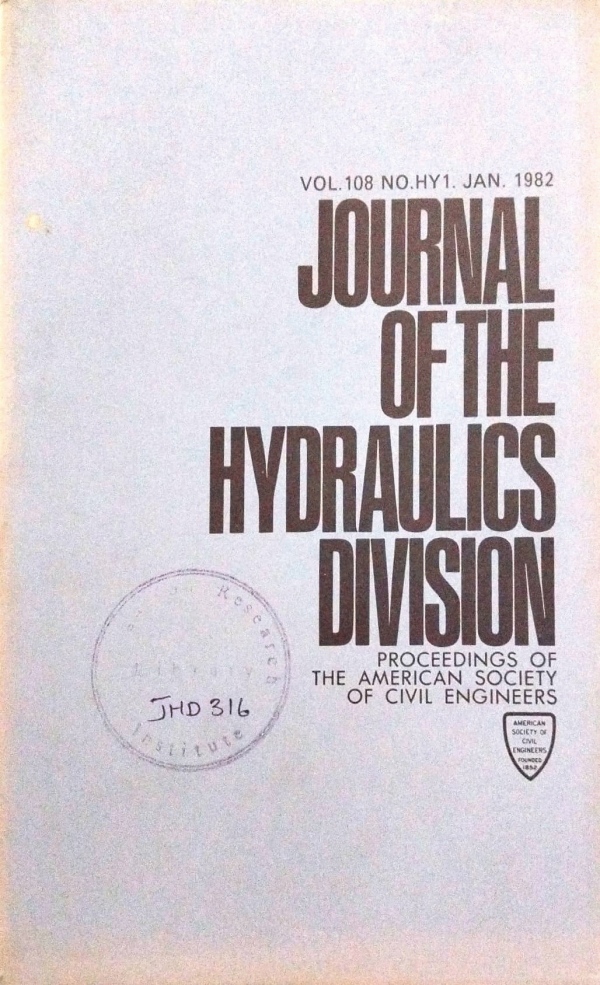 VOL.108 NO.HY1. JAN. 1982
JOURNAL
OF THE
HYDRAULICS
DIVISION
PROCEEDINGS OF
THE AMERICAN SOCIETY
OF CIVIL ENGINEERS
AMERICAN
SOCIETY OF
CIVIL
ENGINEERS
FOUNDED
1852
Research
Library
JHD 316
Institute